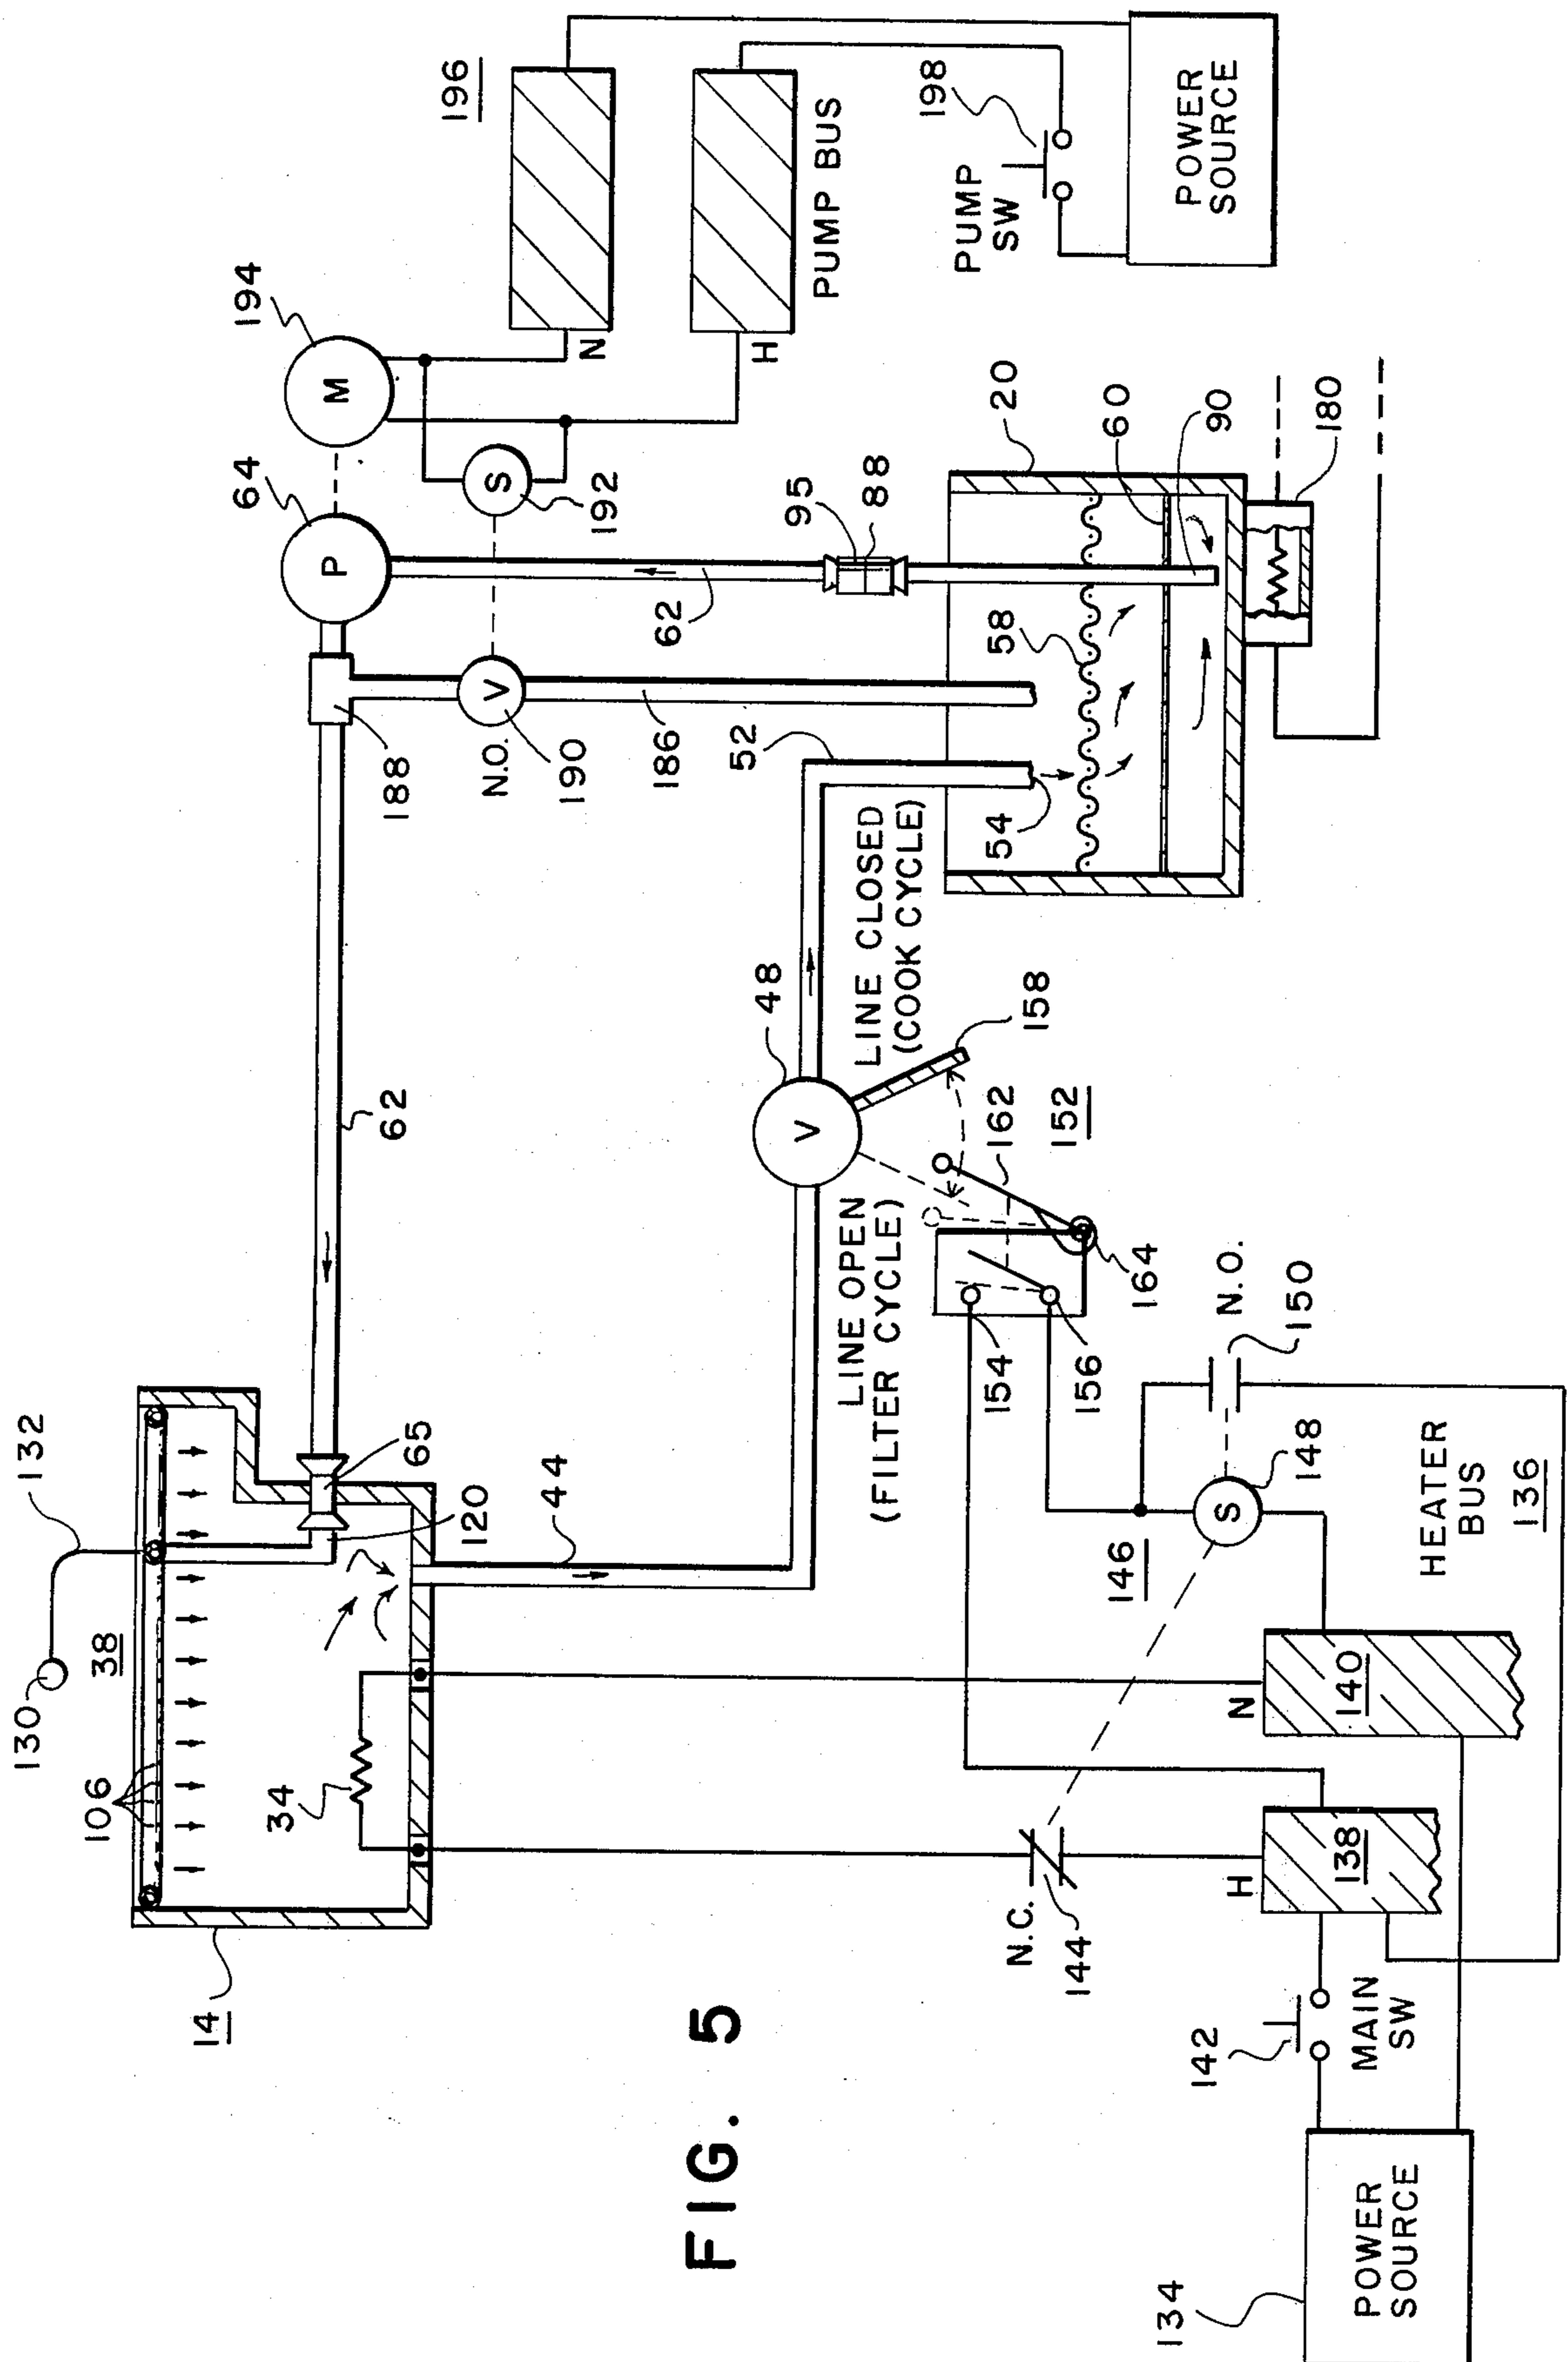 FIG. 5
14
38
130
132
106
34
120
65
44
62
188
64
P
M
194
S
192
N.O.
V
190
186
62
95
88
52
54
58
20
60
90
180
196
N
H
PUMP BUS
198
PUMP
SW
POWER
SOURCE
48
V
LINE CLOSED
(COOK CYCLE)
158
LINE OPEN
(FILTER CYCLE)
162
152
164
154
156
N.O.
150
146
S
148
HEATER
BUS
136
N
140
H
138
N.C.
144
142
MAIN
SW
134
POWER
SOURCE